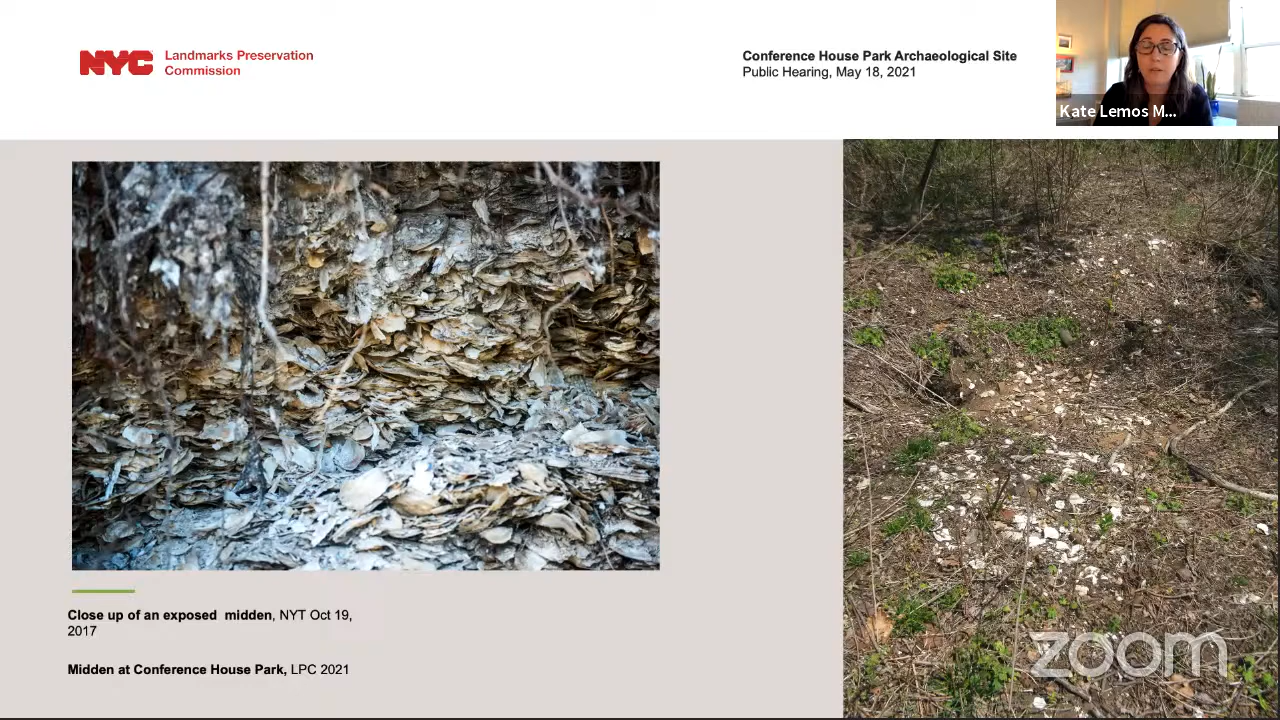 NYC
Landmarks Preservation
Commission
Conference House Park Archaeological Site
Public Hearing, May 18, 2021
Kate Lemos M...
Close up of an exposed  midden, NYT Oct 19,
2017
Midden at Conference House Park, LPC 2021
zoom